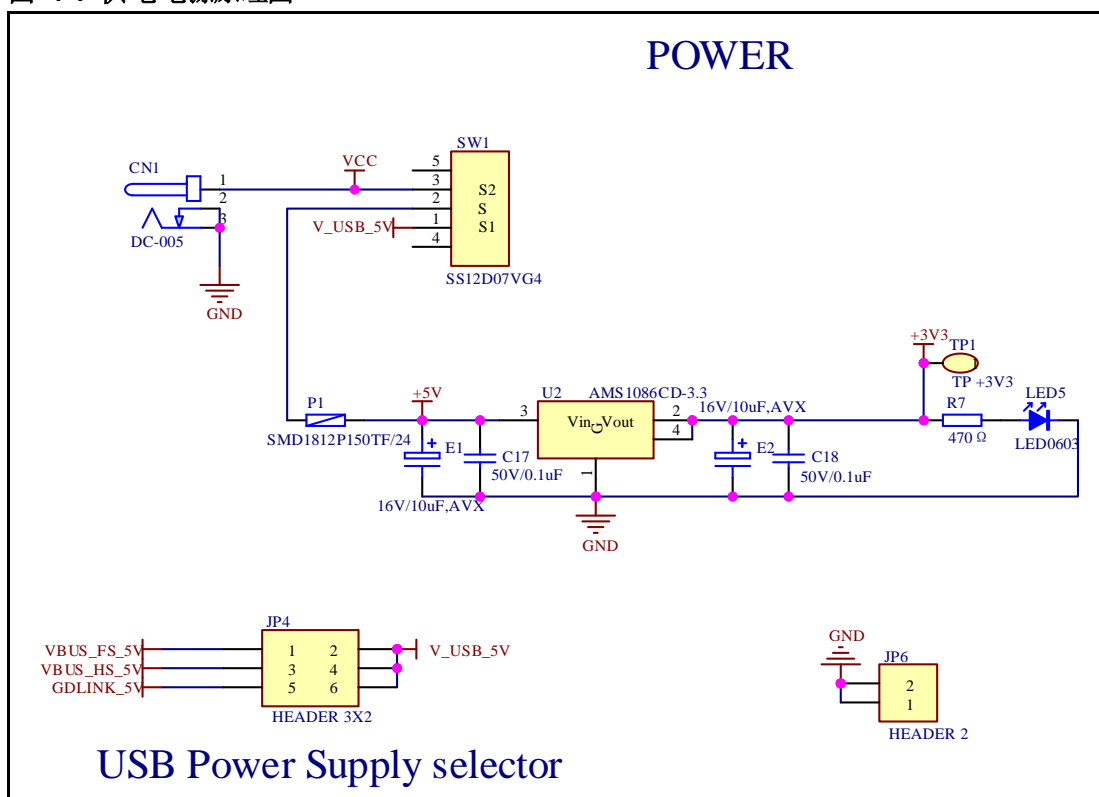 POWER
SW1
CN1
VCC
5
1
3
S2
2
2
S
3
V_USB_5V
1
S1
DC-005
4
SS12D07VG4
GND
+3V3
TP1
P1
+5V
U2
AMS1086CD-3.3
TP +3V3
LED5
3
Vin
G
Vout
2
16V/10uF,AVX
R7
SMD1812P150TF/24
4
470 Ω
LED0603
+
E1
C17
+
E2
C18
50V/0.1uF
1
50V/0.1uF
16V/10uF,AVX
GND
JP4
VBUS_FS_5V
1
2
V_USB_5V
VBUS_HS_5V
3
4
GDLINK_5V
5
6
HEADER 3X2
GND
JP6
2
1
HEADER 2
USB Power Supply selector